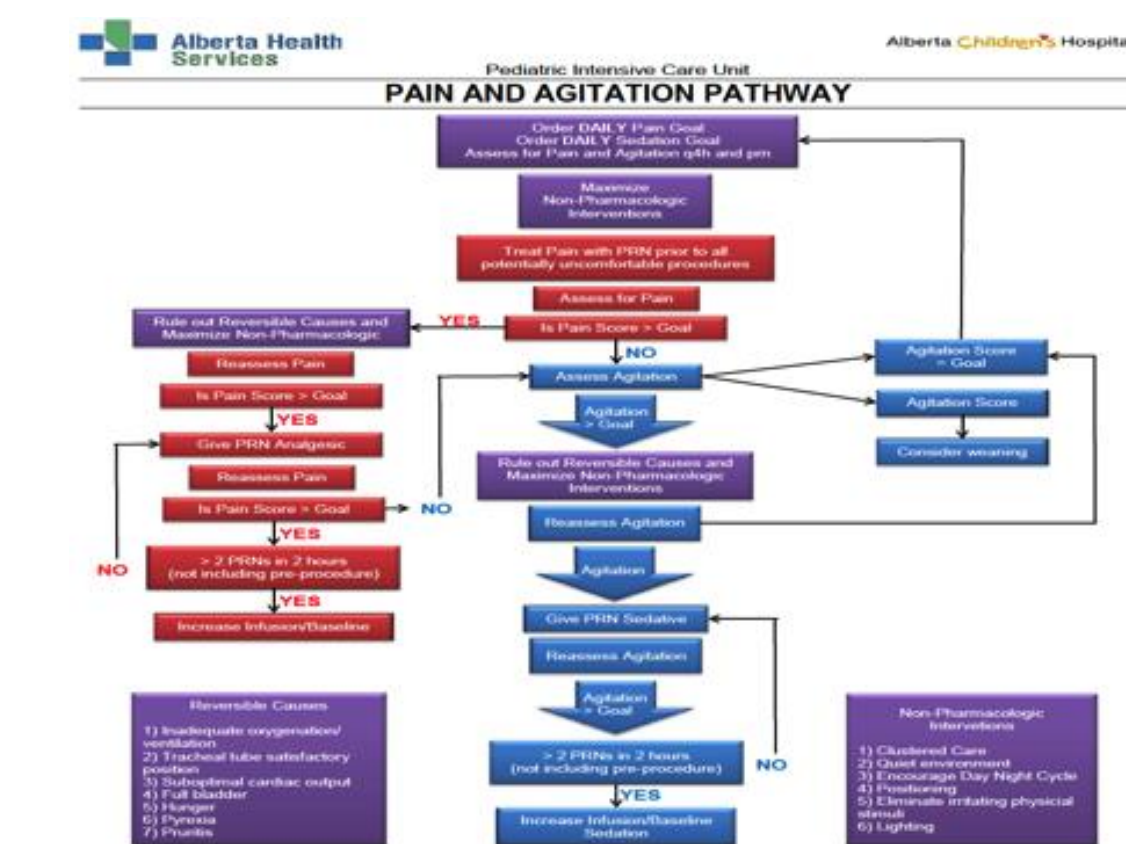 Alberta Health
Services
Alberta Children's Hospita
Pediatric Intensive Care Unit
PAIN AND AGITATION PATHWAY
Order DAILY Pain Goal
Order DAILY Sedation Goal
Assess for Pain and Agitation q4h and prn
Maximize
Non-Pharmacologic
Interventions
Treat Pain with PRN prior to all
potentially uncomfortable procedures
Assess for Pain
Is Pain Score > Goal
YES
Rule out Reversible Causes and
Maximize Non-Pharmacologic
Reassess Pain
Is Pain Score > Goal
YES
Give PRN Analgesic
Reassess Pain
Is Pain Score > Goal
NO
YES
> 2 PRNs in 2 hours
(not including pre-procedure)
NO
YES
Increase Infusion/Baseline
NO
Assess Agitation
Agitation Score
= Goal
Agitation Score
Consider weaning
Agitation
> Goal
Rule out Reversible Causes and
Maximize Non-Pharmacologic
Interventions
Reassess Agitation
Agitation
Give PRN Sedative
Reassess Agitation
Agitation
> Goal
> 2 PRNs in 2 hours
(not including pre-procedure)
NO
YES
Increase Infusion/Baseline
Sedation
Reversible Causes
1) Inadequate oxygenation/
ventilation
2) Tracheal tube satisfactory
position
3) Suboptimal cardiac output
4) Full bladder
5) Hunger
6) Pyrexia
7) Pruritis
Non-Pharmacologic
Intervetions
1) Clustered Care
2) Quiet environment
3) Encourage Day Night Cycle
4) Positioning
5) Eliminate irritating physicial
stimuli
6) Lighting